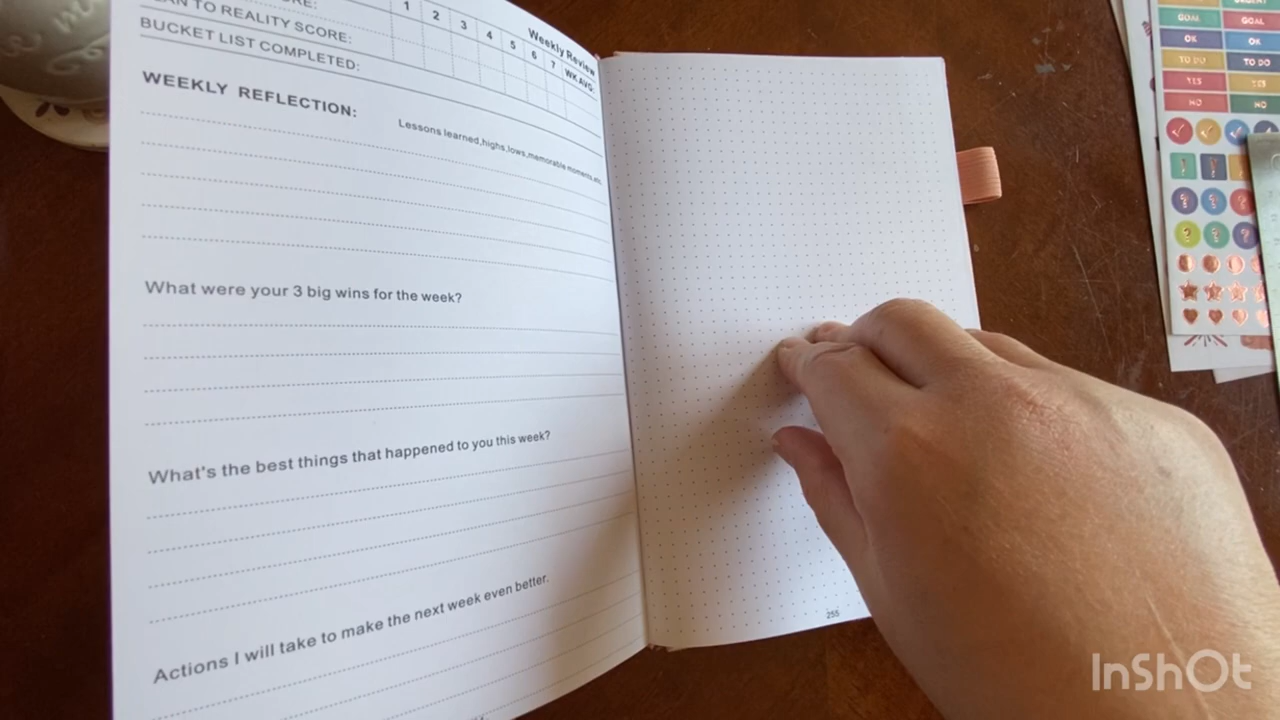 Weekly Review
1 2 3 4 5 6 7 WK AVG:
TO REALITY SCORE:
BUCKET LIST COMPLETED:
WEEKLY REFLECTION:
Lessons learned,highs,lows,memorable moments,etc.
What were your 3 big wins for the week?
What's the best things that happened to you this week?
Actions I will take to make the next week even better.
255
GOAL GOAL
OK OK
TO DO TO DO
YES YES
NO NO
InShOt